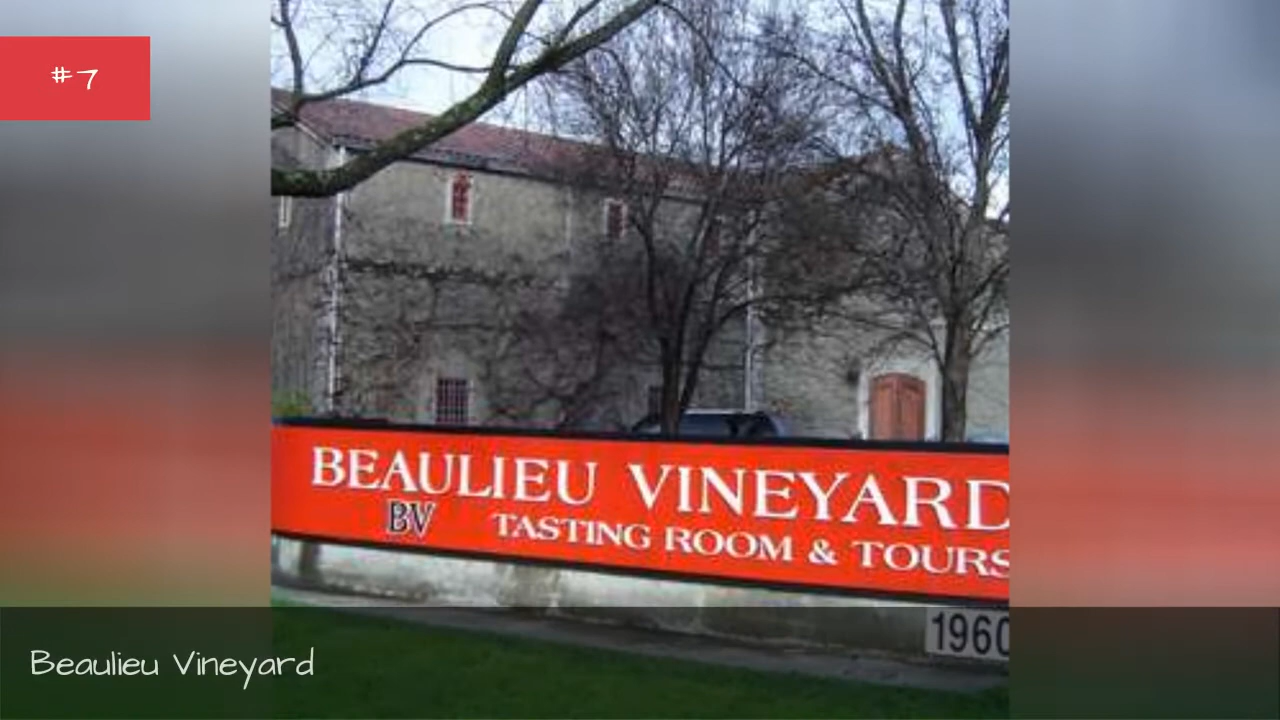 #7
BEAULIEU VINEYARD
BV TASTING ROOM & TOURS
1960
Beaulieu Vineyard